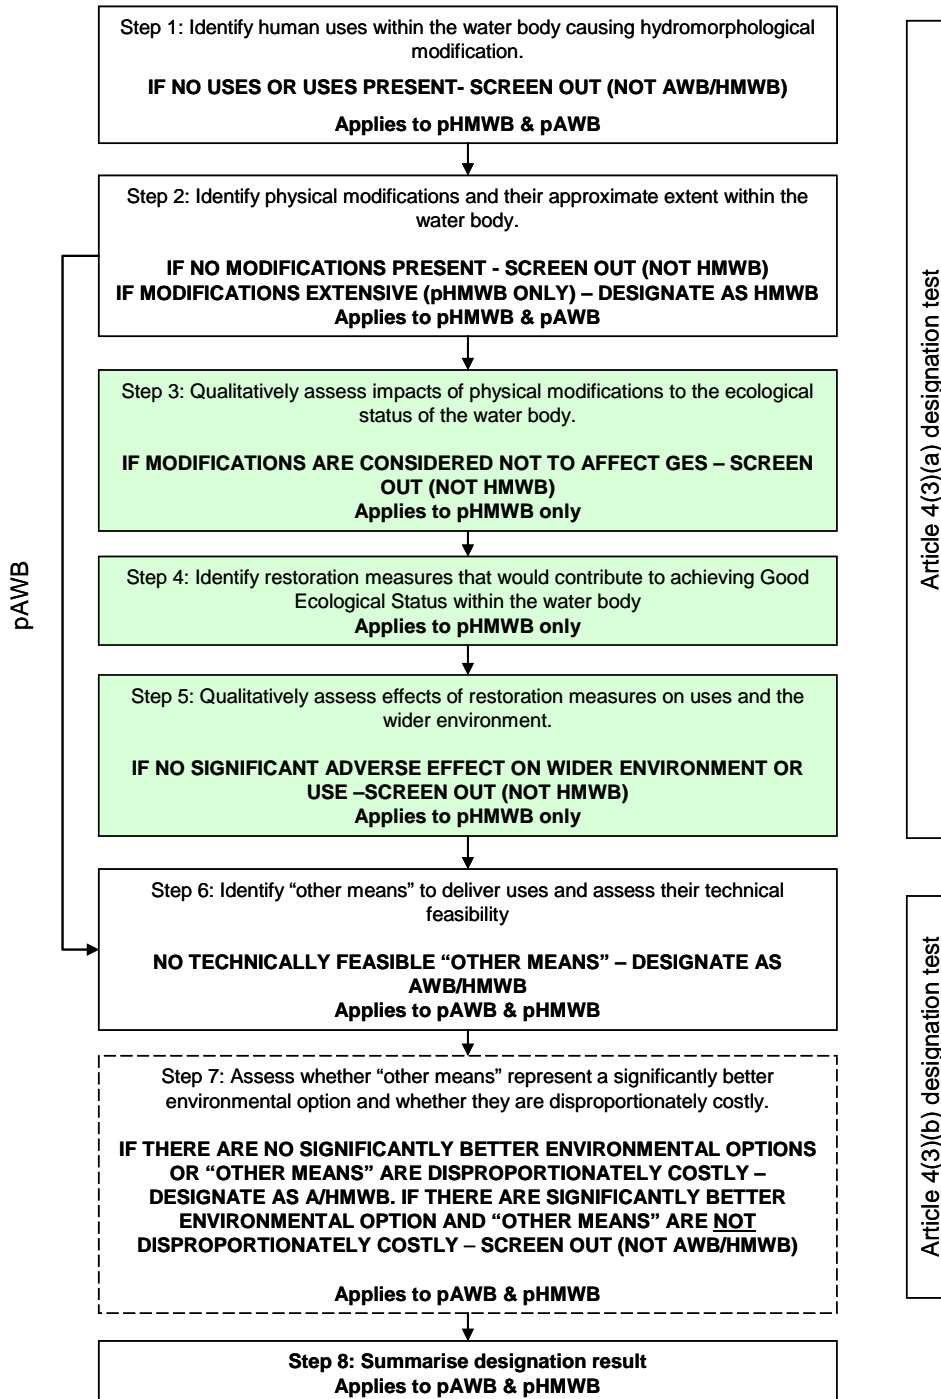 Step 1: Identify human uses within the water body causing hydromorphological
modification.
IF NO USES OR USES PRESENT- SCREEN OUT (NOT AWB/HMWB)
Applies to pHMWB & pAWB
Step 2: Identify physical modifications and their approximate extent within the
water body.
IF NO MODIFICATIONS PRESENT - SCREEN OUT (NOT HMWB)
IF MODIFICATIONS EXTENSIVE (pHMWB ONLY) – DESIGNATE AS HMWB
Applies to pHMWB & pAWB
Step 3: Qualitatively assess impacts of physical modifications to the ecological
status of the water body.
IF MODIFICATIONS ARE CONSIDERED NOT TO AFFECT GES – SCREEN
OUT (NOT HMWB)
Applies to pHMWB only
Step 4: Identify restoration measures that would contribute to achieving Good
Ecological Status within the water body
Applies to pHMWB only
Step 5: Qualitatively assess effects of restoration measures on uses and the
wider environment.
IF NO SIGNIFICANT ADVERSE EFFECT ON WIDER ENVIRONMENT OR
USE –SCREEN OUT (NOT HMWB)
Applies to pHMWB only
Step 6: Identify “other means” to deliver uses and assess their technical
feasibility
NO TECHNICALLY FEASIBLE “OTHER MEANS” – DESIGNATE AS
AWB/HMWB
Applies to pAWB & pHMWB
Step 7: Assess whether “other means” represent a significantly better
environmental option and whether they are disproportionately costly.
IF THERE ARE NO SIGNIFICANTLY BETTER ENVIRONMENTAL OPTIONS
OR “OTHER MEANS” ARE DISPROPORTIONATELY COSTLY –
DESIGNATE AS A/HMWB. IF THERE ARE SIGNIFICANTLY BETTER
ENVIRONMENTAL OPTION AND “OTHER MEANS” ARE NOT
DISPROPORTIONATELY COSTLY – SCREEN OUT (NOT AWB/HMWB)
Applies to pAWB & pHMWB
Step 8: Summarise designation result
Applies to pAWB & pHMWB
pAWB
Article 4(3)(a) designation test
Article 4(3)(b) designation test